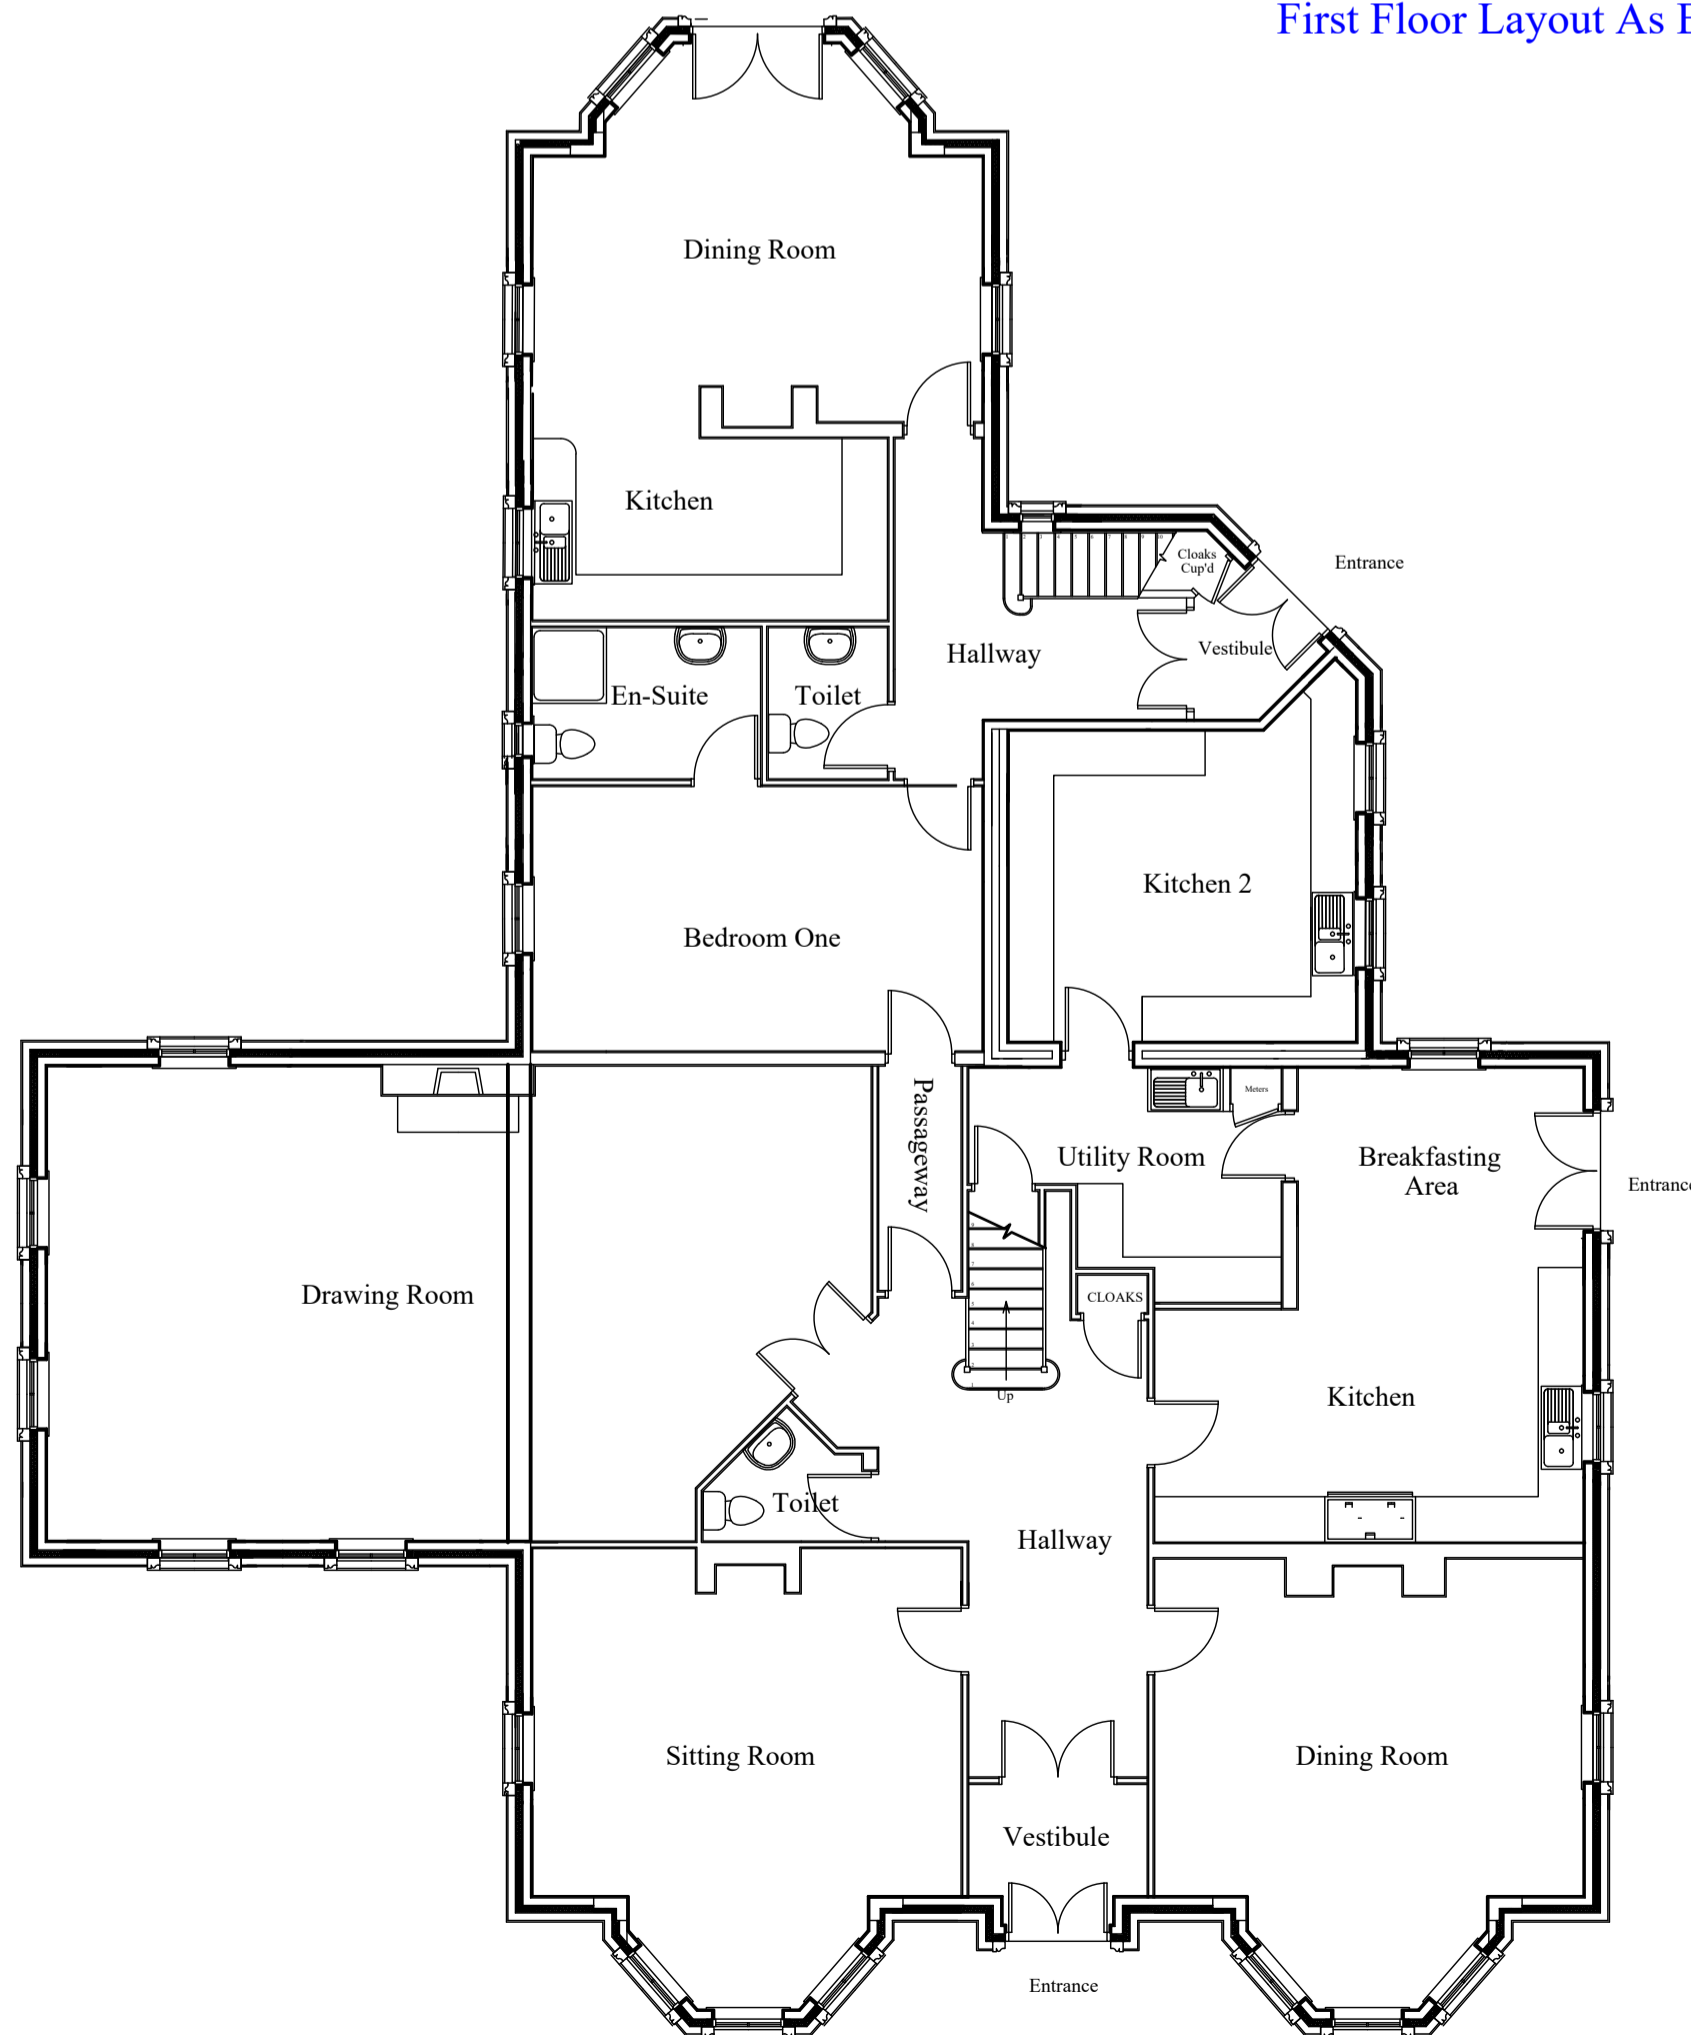 First Floor Layout As
Dining Room
Kitchen
Cloaks
Cup'd
Entrance
Hallway
Vestibule
En-Suite
Toilet
Kitchen 2
Bedroom One
Passageway
Meters
Utility Room
Breakfasting
Area
Entrance
Drawing Room
CLOAKS
Up
Kitchen
Toilet
Hallway
Sitting Room
Dining Room
Vestibule
Entrance